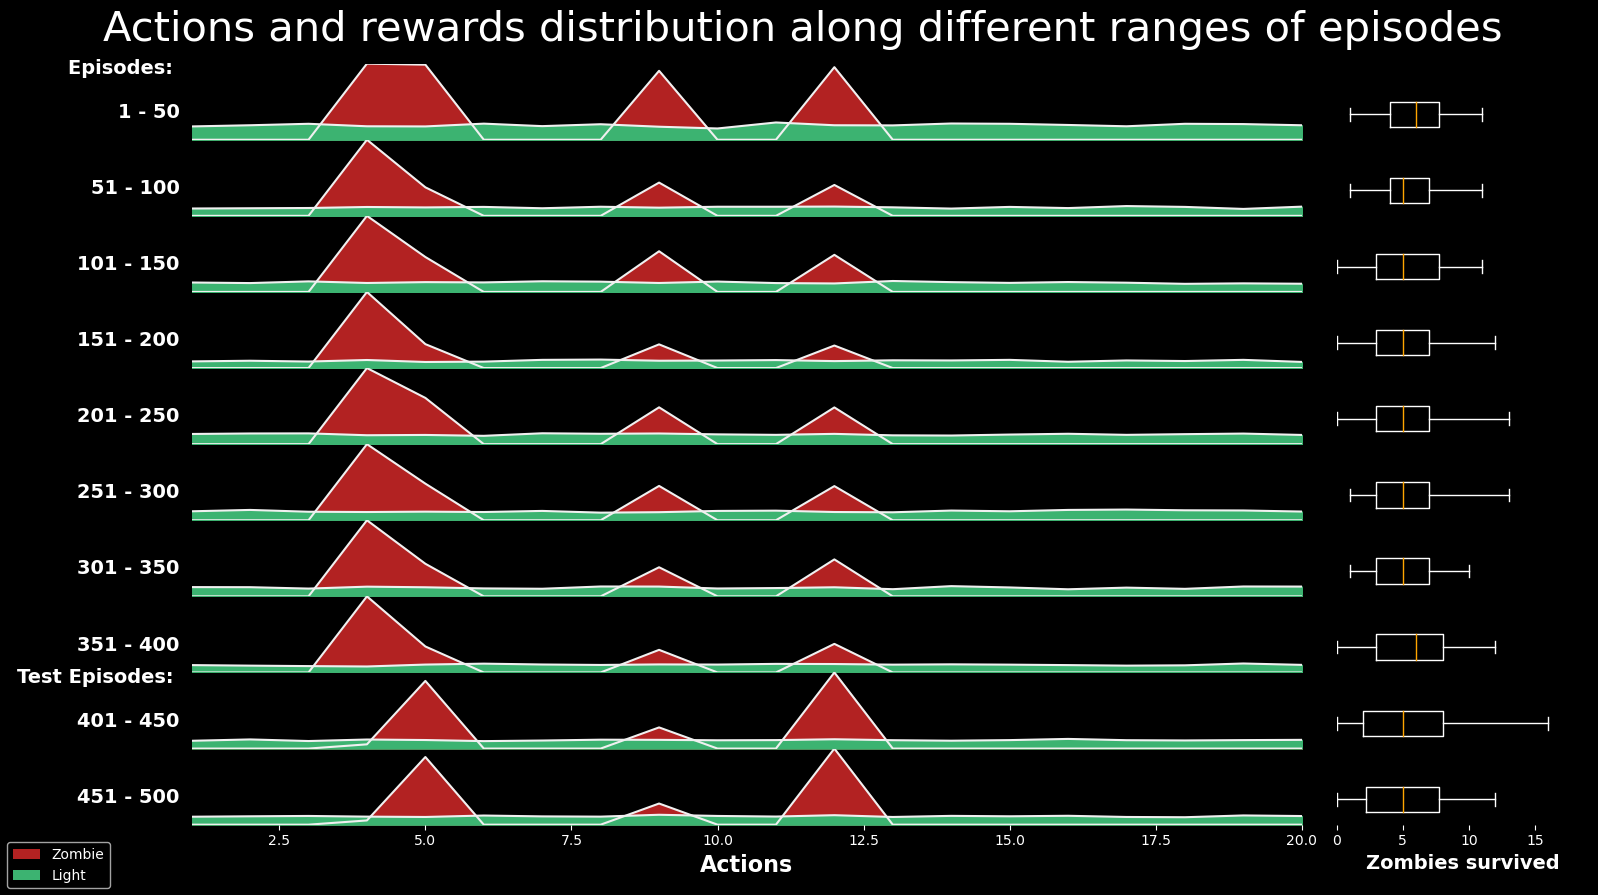 Actions and rewards distribution along different ranges of episodes
Episodes:
1 - 50
51 - 100
101 - 150
151 - 200
201 - 250
251 - 300
301 - 350
351 - 400
Test Episodes:
401 - 450
451 - 500
2.5 5.0 7.5 10.0 12.5 15.0 17.5 20.0
0 5 10 15
Actions
Zombies survived
Zombie
Light